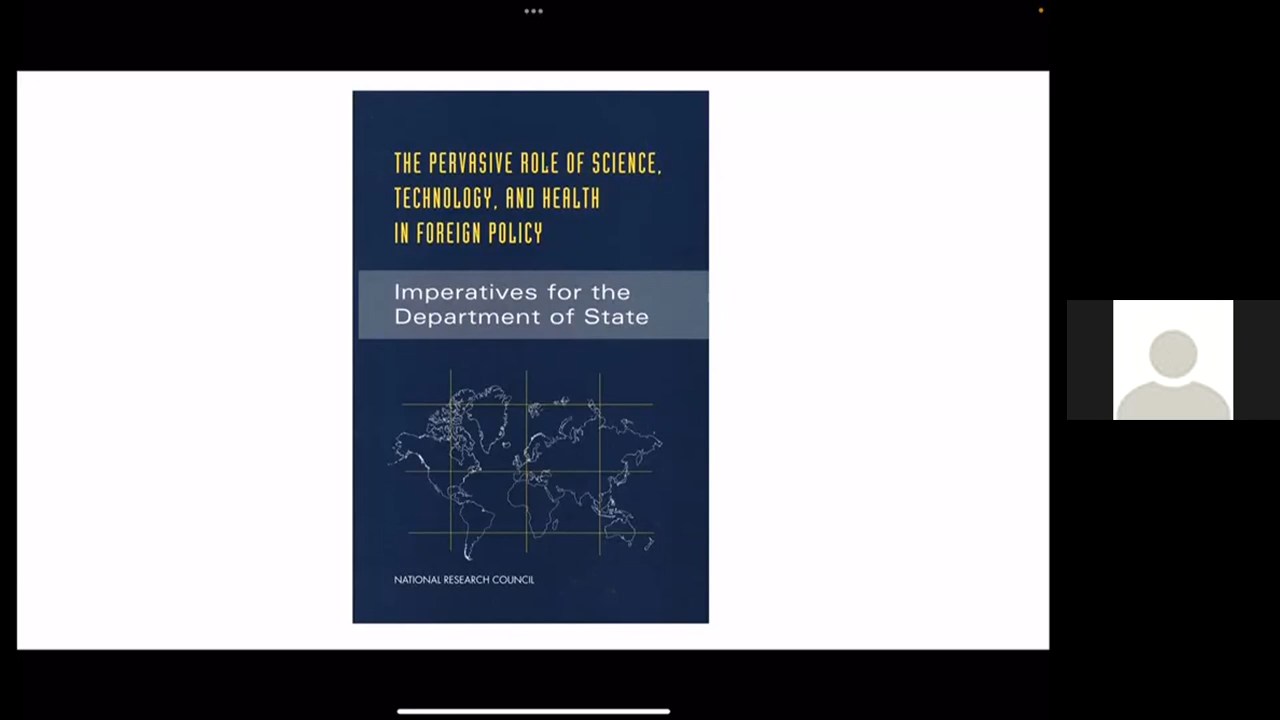 THE PERVASIVE ROLE OF SCIENCE,
TECHNOLOGY, AND HEALTH
IN FOREIGN POLICY
Imperatives for the
Department of State
NATIONAL RESEARCH COUNCIL